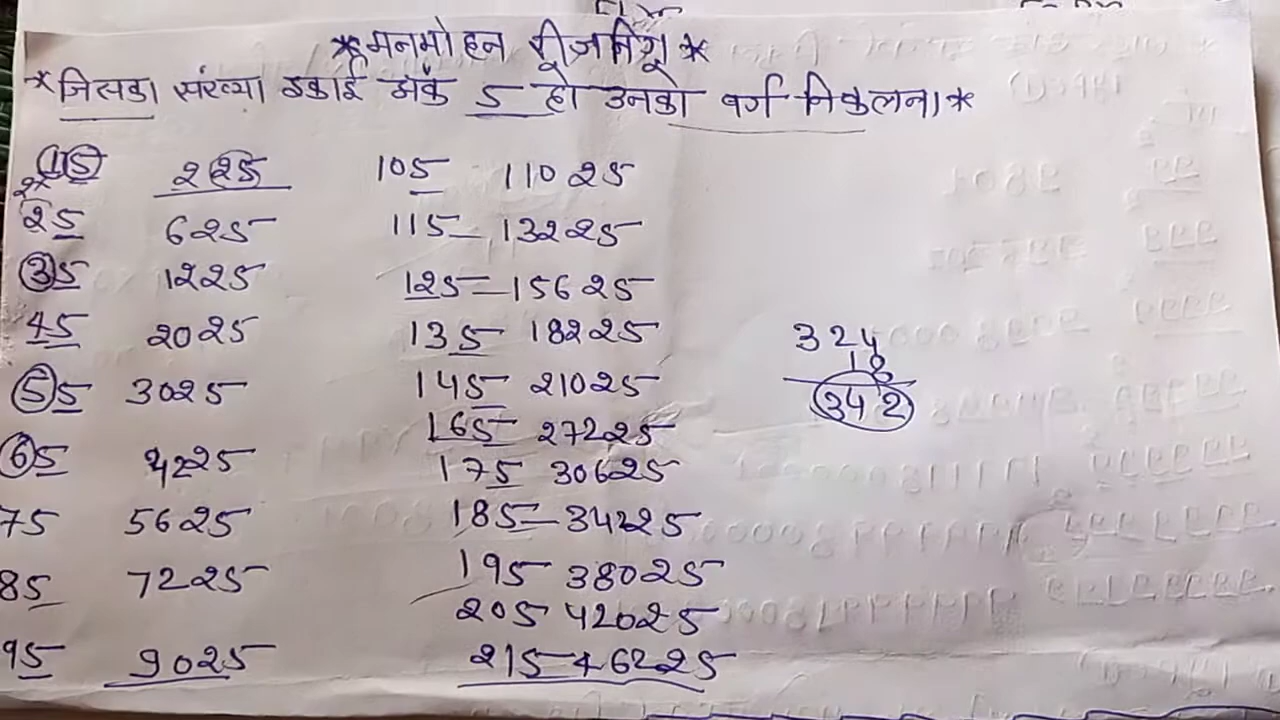 *मनमोहन रीजनिंग*
*जिसका संख्या इकाई अंक 5 हो उनका वर्ग निकलना*
15 225 105 11025
2x
25 625 115 13225
35 1225 125 15625
45 2025 135 18225
55 3025 145 21025
65 4225 165 27225
75 5625 175 30625
85 7225 185 34225
95 9025 195 38025
205 42025
215 46225
324
18
342